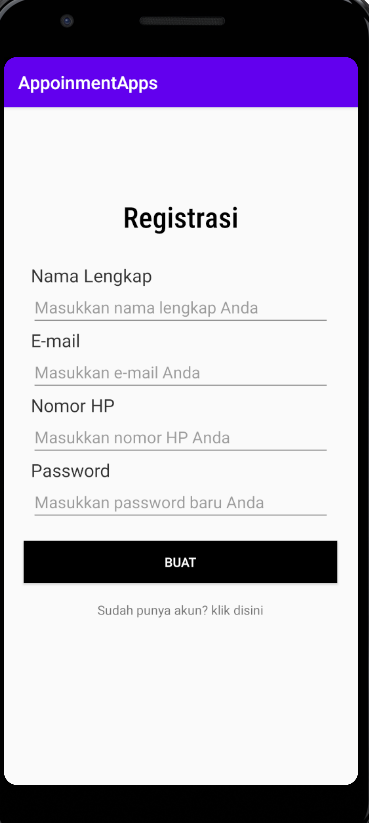 AppoinmentApps
Registrasi
Nama Lengkap
Masukkan nama lengkap Anda
E-mail
Masukkan e-mail Anda
Nomor HP
Masukkan nomor HP Anda
Password
Masukkan password baru Anda
BUAT
Sudah punya akun? klik disini